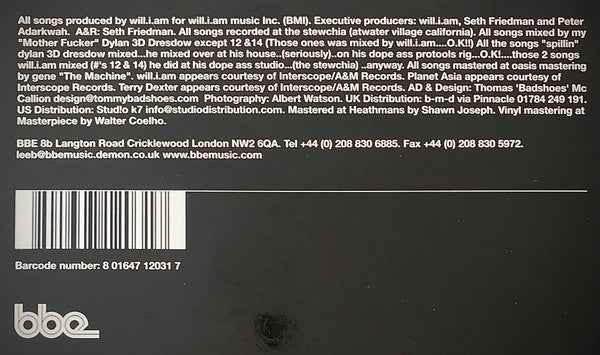 All songs produced by will.i.am for will.i.am music Inc. (BMI). Executive producers: will.i.am, Seth Friedman and Peter
Adarkwah.  A&R: Seth Friedman. All songs recorded at the stewchia (atwater village california). All songs mixed by my
"Mother Fucker" Dylan 3D Dresdow except 12 &14 (Those ones was mixed by will.i.am....O.K!!) All the songs "spillin"
dylan 3D dresdow mixed...he mixed over at his house..(seriously)..on his dope ass protools rig...O.K!....those 2 songs
will.i.am mixed (#'s 12 & 14) he did at his dope ass studio...(the stewchia) ..anyway. All songs mastered at oasis mastering
by gene "The Machine". will.i.am appears courtesy of Interscope/A&M Records. Planet Asia appears courtesy of
Interscope Records. Terry Dexter appears courtesy of Interscope/A&M Records. AD & Design: Thomas 'Badshoes' Mc
Callion design@tommybadshoes.com  Photography: Albert Watson. UK Distribution: b-m-d via Pinnacle 01784 249 191.
US Distribution: Stud!o k7 info@studiodistribution.com. Mastered at Heathmans by Shawn Joseph. Vinyl mastering at
Masterpiece by Walter Coelho.
BBE 8b Langton Road Cricklewood London NW2 6QA. Tel +44 (0) 208 830 6885. Fax +44 (0) 208 830 5972.
leeb@bbemusic.demon.co.uk www.bbemusic.com
Barcode number: 8 01647 12031 7
bbe